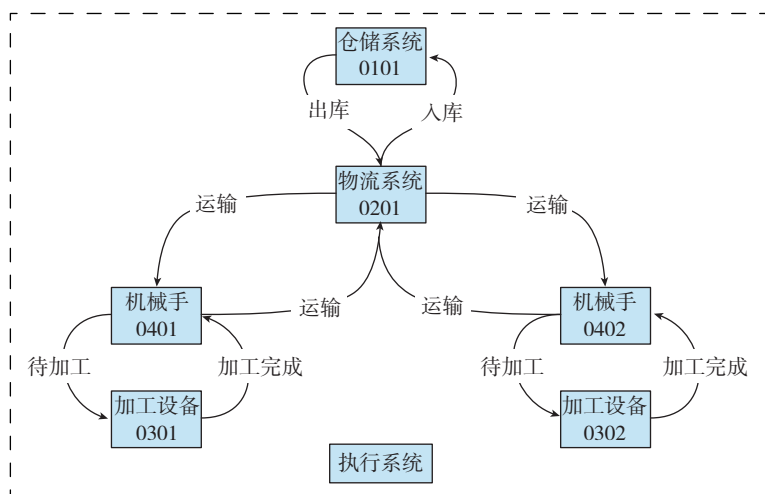 仓储系统
0101
出库
入库
物流系统
0201
运输
运输
机械手
0401
运输
运输
机械手
0402
待加工
加工完成
待加工
加工完成
加工设备
0301
加工设备
0302
执行系统